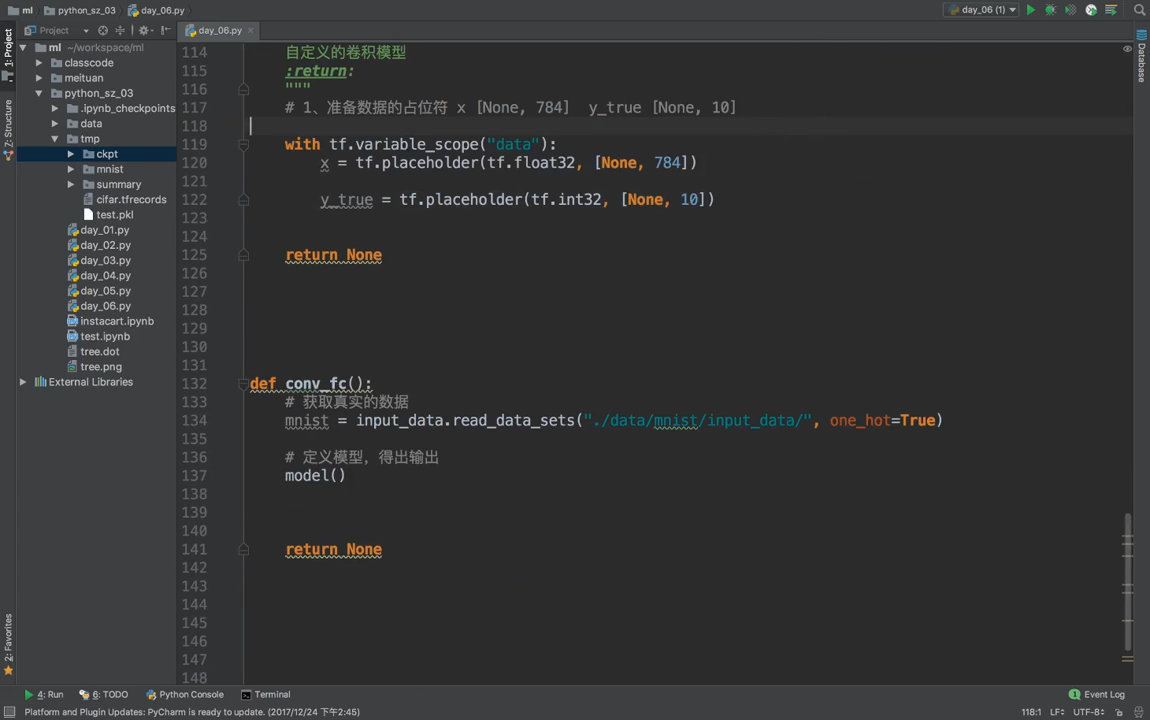 ml
python_sz_03
day_06.py
day_06 (1)
Project
day_06.py
1: Project
7: Structure
2: Favorites
Database
ml ~/workspace/ml
classcode
meituan
python_sz_03
.ipynb_checkpoints
data
tmp
ckpt
mnist
summary
cifar.tfrecords
test.pkl
day_01.py
day_02.py
day_03.py
day_04.py
day_05.py
day_06.py
instacart.ipynb
test.ipynb
tree.dot
tree.png
External Libraries
114 自定义的卷积模型
115 :return:
116 """
117 # 1、准备数据的占位符 x [None, 784] y_true [None, 10]
118
119 with tf.variable_scope("data"):
120 x = tf.placeholder(tf.float32, [None, 784])
121
122 y_true = tf.placeholder(tf.int32, [None, 10])
123
124
125 return None
126
127
128
129
130
131
132 def conv_fc():
133 # 获取真实的数据
134 mnist = input_data.read_data_sets("./data/mnist/input_data/", one_hot=True)
135
136 # 定义模型，得出输出
137 model()
138
139
140
141 return None
142
143
144
145
146
147
148
4: Run
6: TODO
Python Console
Terminal
1 Event Log
Platform and Plugin Updates: PyCharm is ready to update. (2017/12/24 下午2:45)
118:1
LF
UTF-8